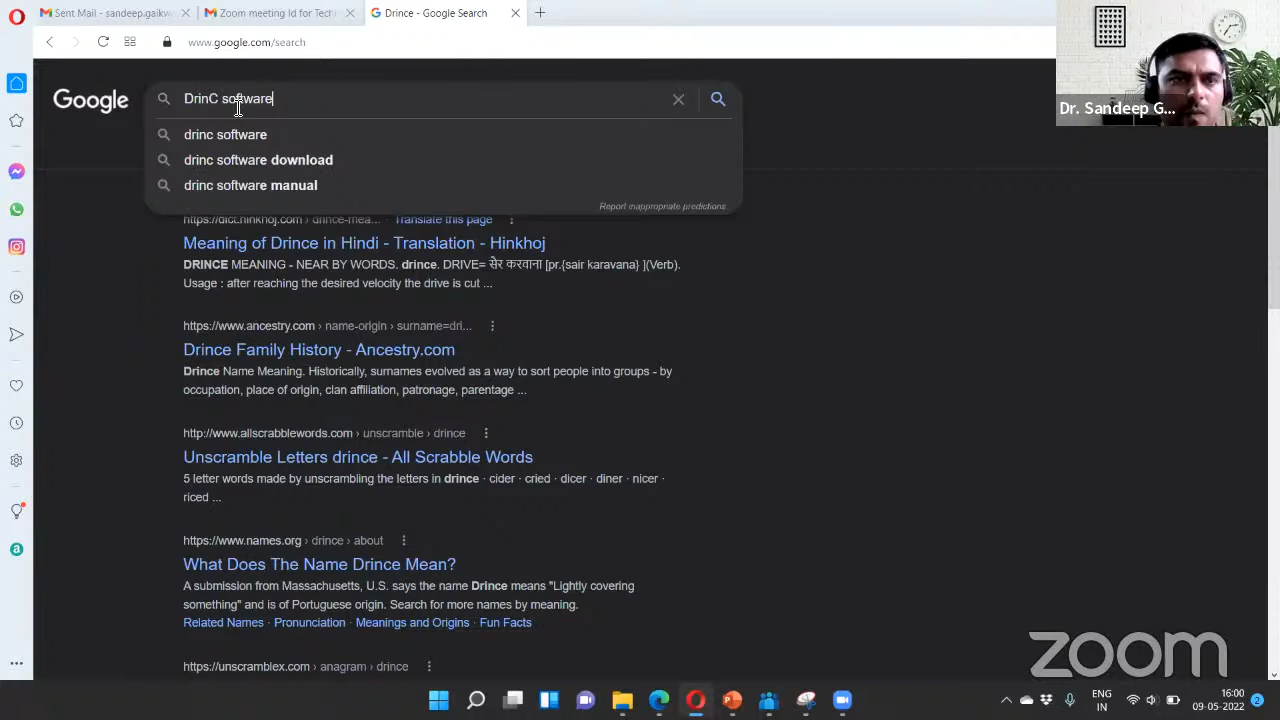 Sent Mail - sandeep.gaikwa
Zoom meeting Id for Techn
Drince - Google Search
www.google.com/search
Google
DrinC software
drinc software
drinc software download
drinc software manual
Report inappropriate predictions
https://dict.hinkhoj.com › drince-mea... · Translate this page
Meaning of Drince in Hindi - Translation - Hinkhoj
DRINCE MEANING - NEAR BY WORDS. drince. DRIVE= सेर करवाना [pr.{sair karavana} ](Verb).
Usage : after reaching the desired velocity the drive is cut ...
https://www.ancestry.com › name-origin › surname=dri...
Drince Family History - Ancestry.com
Drince Name Meaning. Historically, surnames evolved as a way to sort people into groups - by
occupation, place of origin, clan affiliation, patronage, parentage ...
http://www.allscrabblewords.com › unscramble › drince
Unscramble Letters drince - All Scrabble Words
5 letter words made by unscrambling the letters in drince · cider · cried · dicer · diner · nicer ·
riced ...
https://www.names.org › drince › about
What Does The Name Drince Mean?
A submission from Massachusetts, U.S. says the name Drince means "Lightly covering
something" and is of Portuguese origin. Search for more names by meaning.
Related Names · Pronunciation · Meanings and Origins · Fun Facts
https://unscramblex.com › anagram › drince
Dr. Sandeep G...
zoom
ENG
IN
16:00
09-05-2022
2